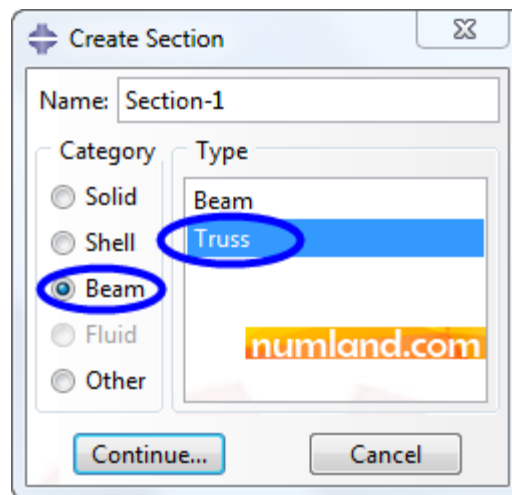 Create Section
Name: Section-1
Category
Type
Solid
Shell
Beam
Fluid
Other
Beam
Truss
numland.com
Continue...
Cancel